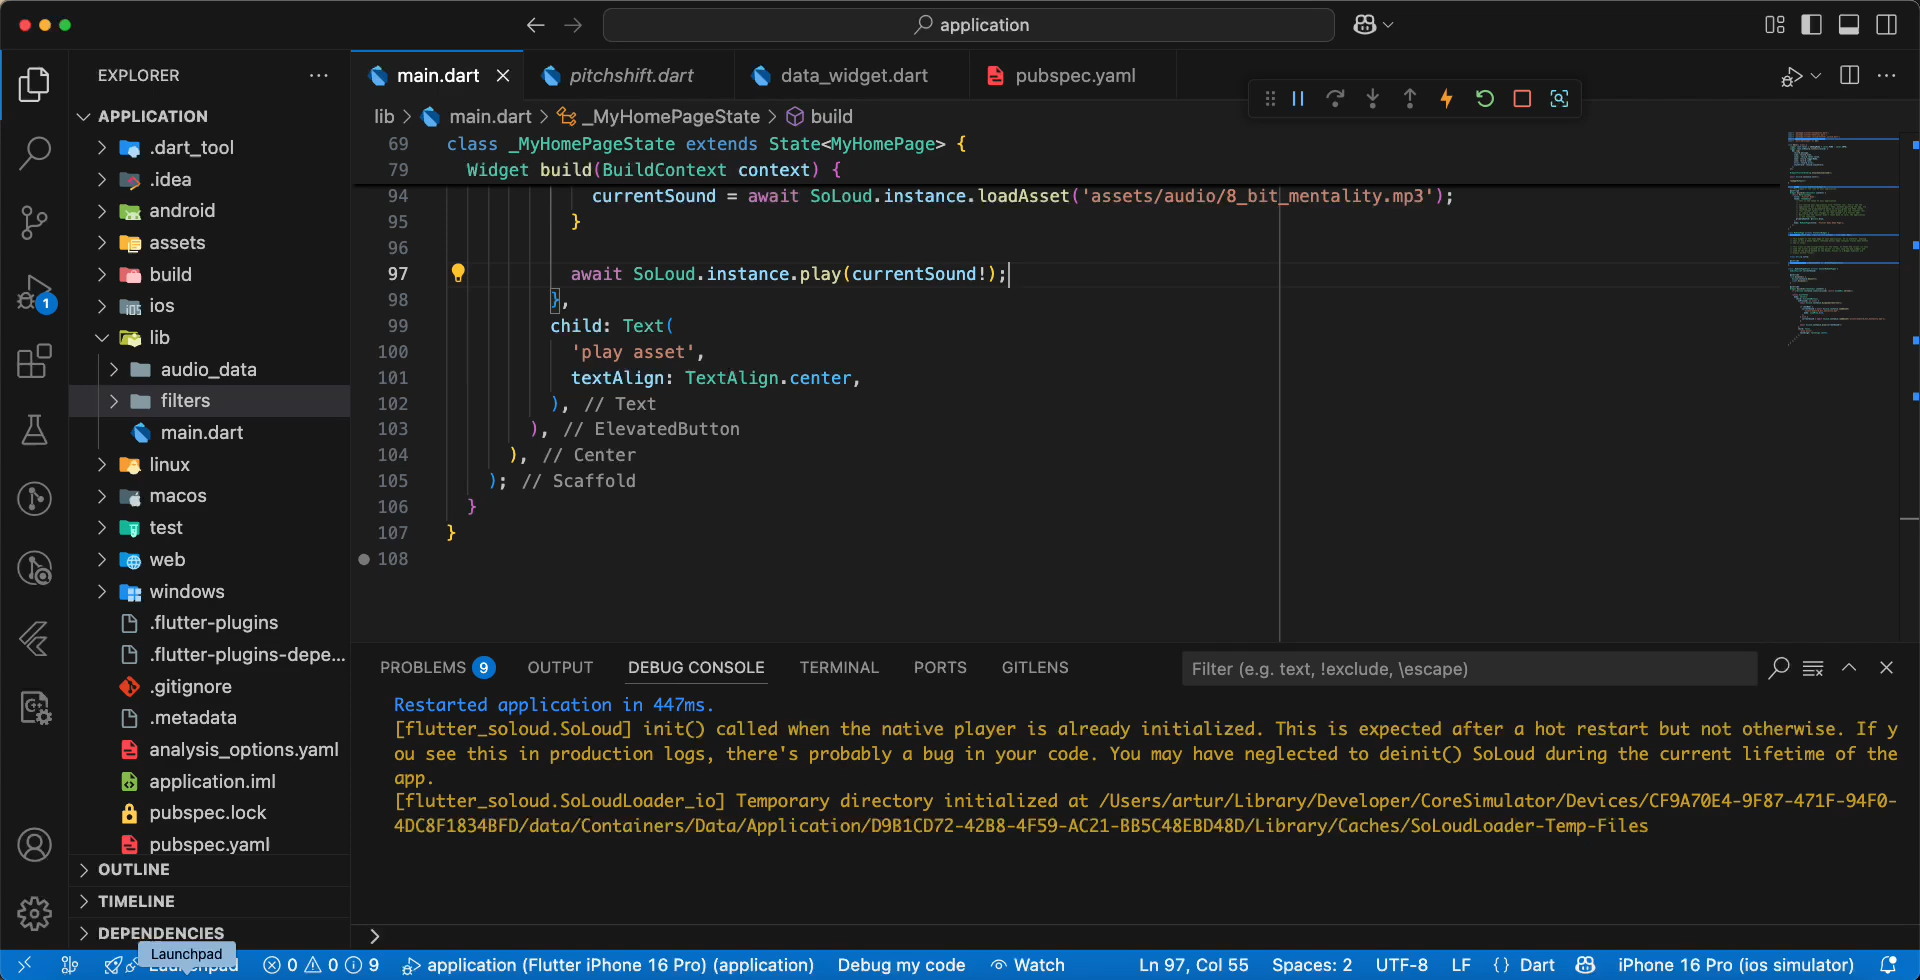 application
EXPLORER
APPLICATION
.dart_tool
.idea
android
assets
build
ios
lib
audio_data
filters
main.dart
linux
macos
test
web
windows
.flutter-plugins
.flutter-plugins-depe...
.gitignore
.metadata
analysis_options.yaml
application.iml
pubspec.lock
pubspec.yaml
OUTLINE
TIMELINE
DEPENDENCIES
1
main.dart
pitchshift.dart
data_widget.dart
pubspec.yaml
lib > main.dart > _MyHomePageState > build
69 class _MyHomePageState extends State<MyHomePage> {
79 Widget build(BuildContext context) {
94 currentSound = await SoLoud.instance.loadAsset('assets/audio/8_bit_mentality.mp3');
95 }
96
97 await SoLoud.instance.play(currentSound!);
98 },
99 child: Text(
100 'play asset',
101 textAlign: TextAlign.center,
102 ), // Text
103 ), // ElevatedButton
104 ), // Center
105 ); // Scaffold
106 }
107 }
108
PROBLEMS 9 OUTPUT DEBUG CONSOLE TERMINAL PORTS GITLENS
Filter (e.g. text, !exclude, \escape)
Restarted application in 447ms.
[flutter_soloud.SoLoud] init() called when the native player is already initialized. This is expected after a hot restart but not otherwise. If y
ou see this in production logs, there's probably a bug in your code. You may have neglected to deinit() SoLoud during the current lifetime of the
app.
[flutter_soloud.SoLoudLoader_io] Temporary directory initialized at /Users/artur/Library/Developer/CoreSimulator/Devices/CF9A70E4-9F87-471F-94F0-
4DC8F1834BFD/data/Containers/Data/Application/D9B1CD72-42B8-4F59-AC21-BB5C48EBD48D/Library/Caches/SoLoudLoader-Temp-Files
>
Launchpad
0 0 9 application (Flutter iPhone 16 Pro) (application) Debug my code Watch Ln 97, Col 55 Spaces: 2 UTF-8 LF {} Dart iPhone 16 Pro (ios simulator)